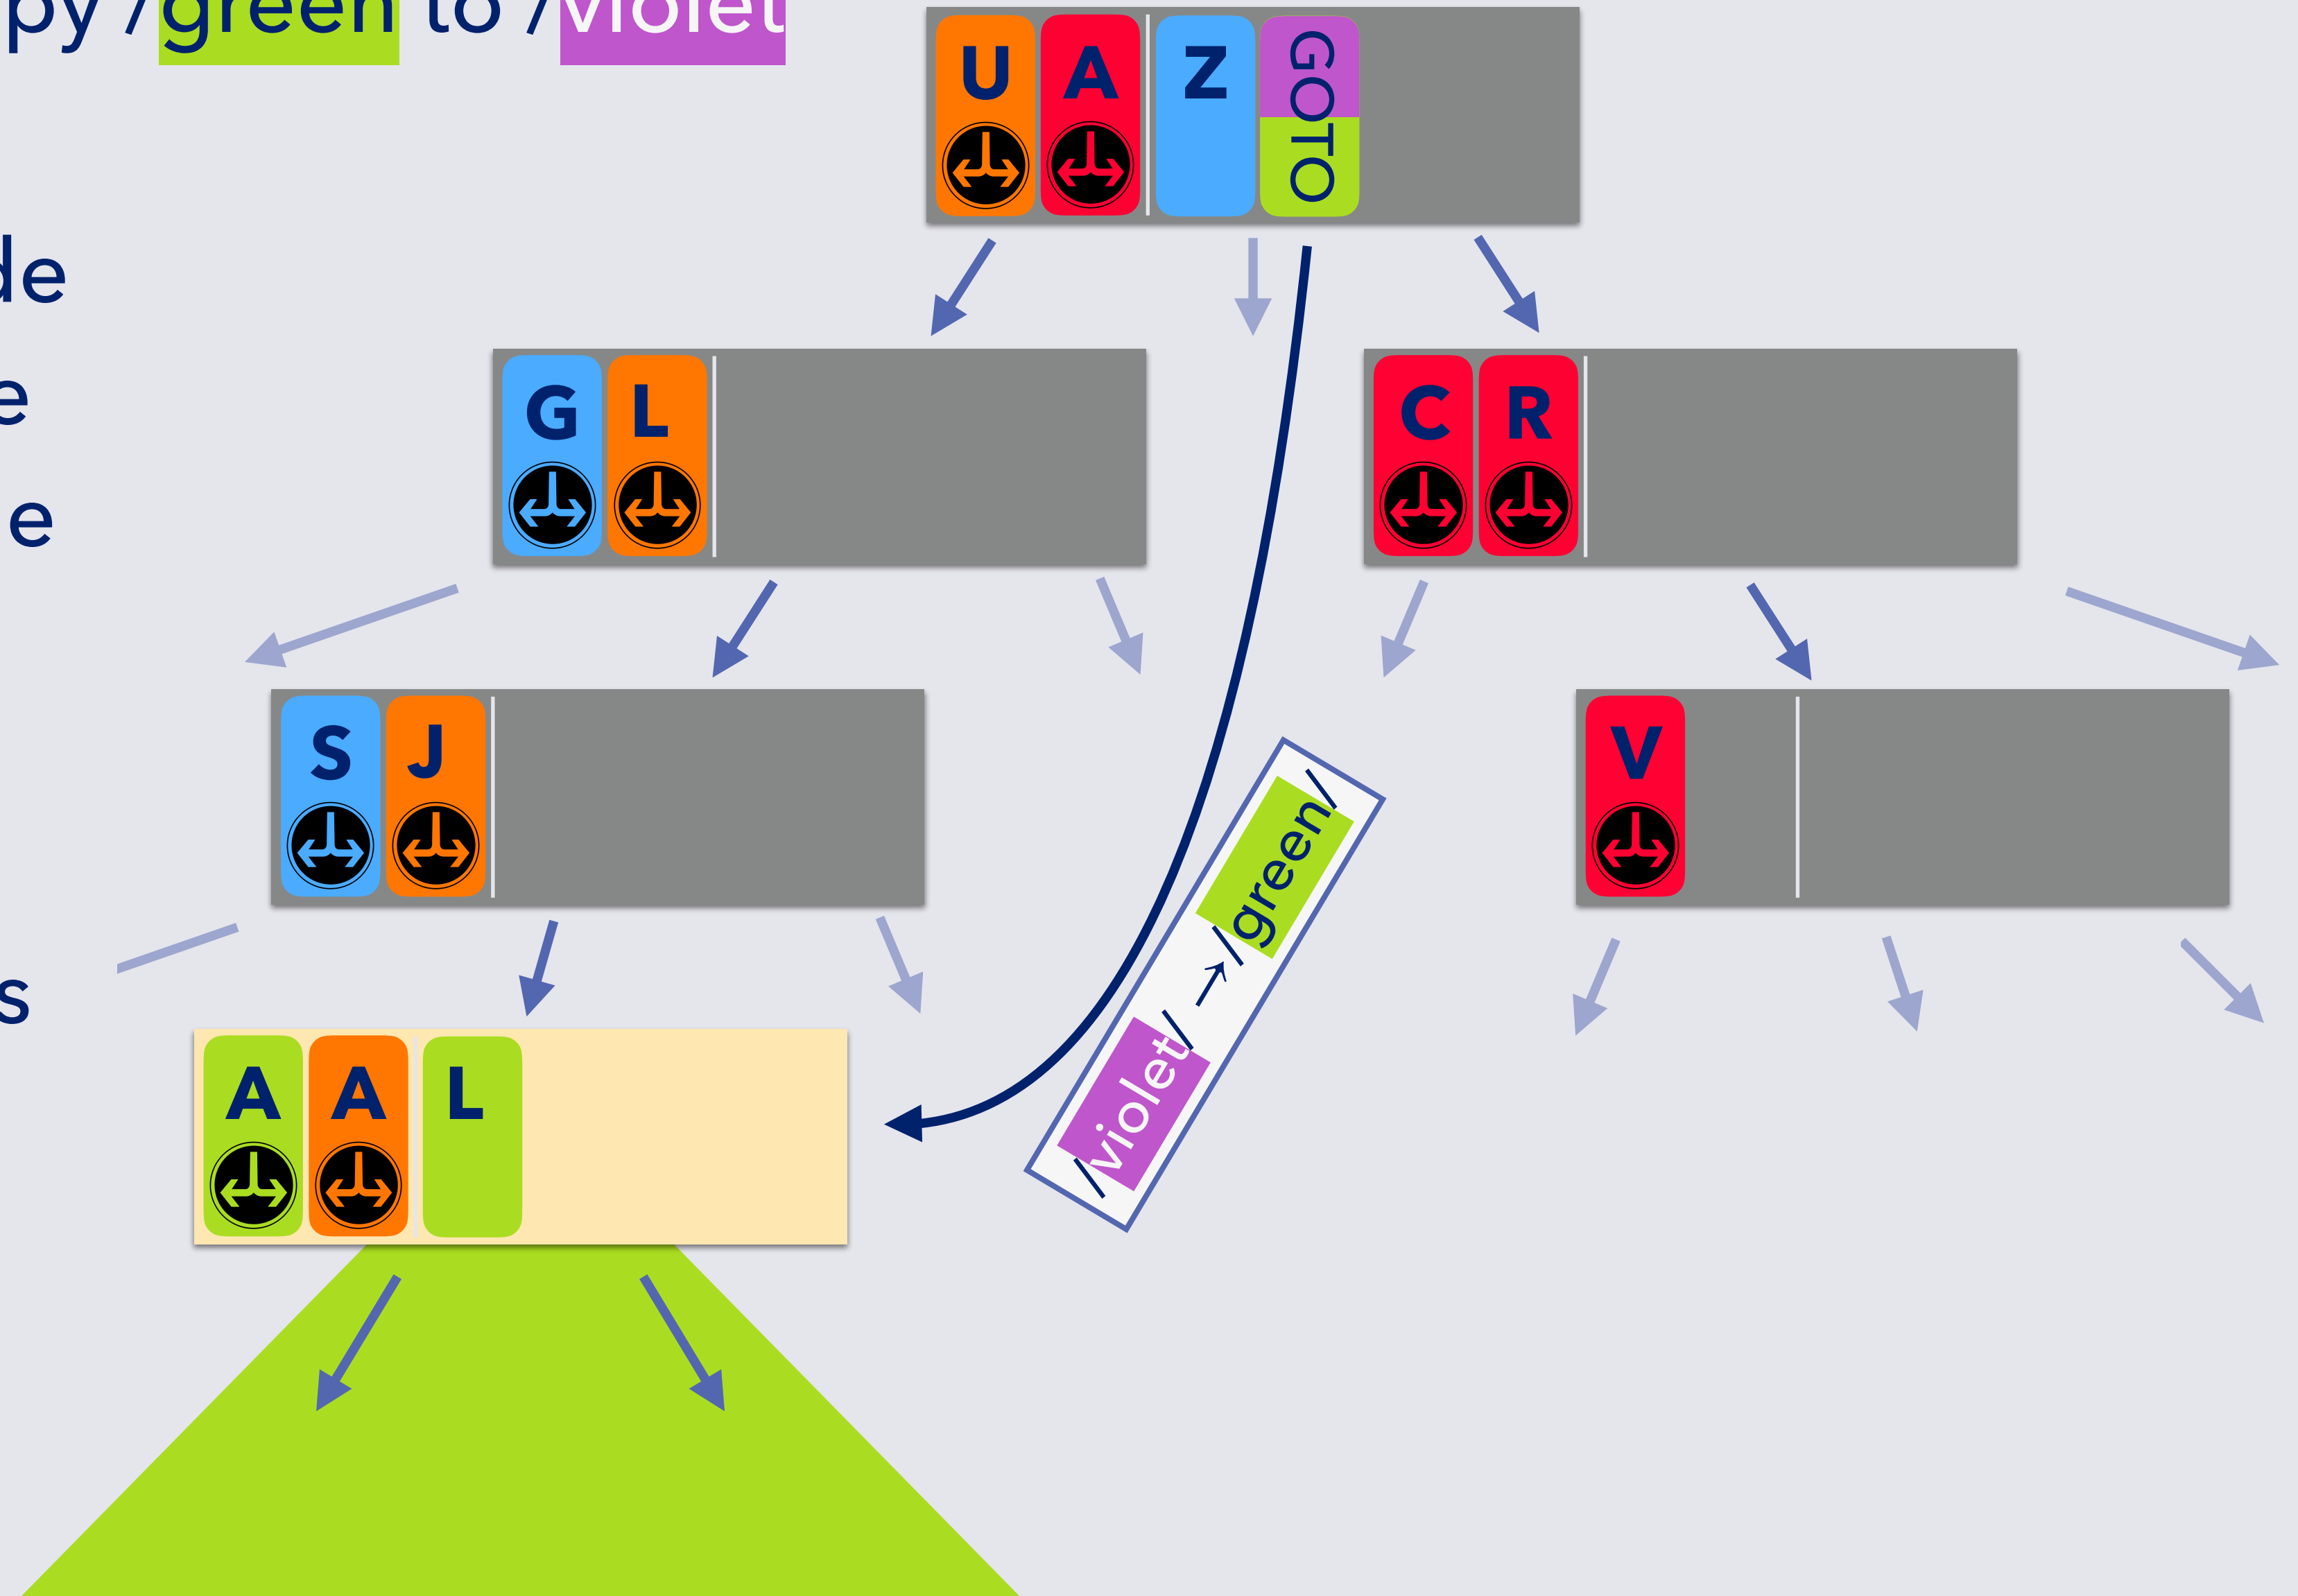 py /green to /violet
U A Z GOTO
de
G L
C R
e
e
S J
V
/violet/ → /green/
s
A A L